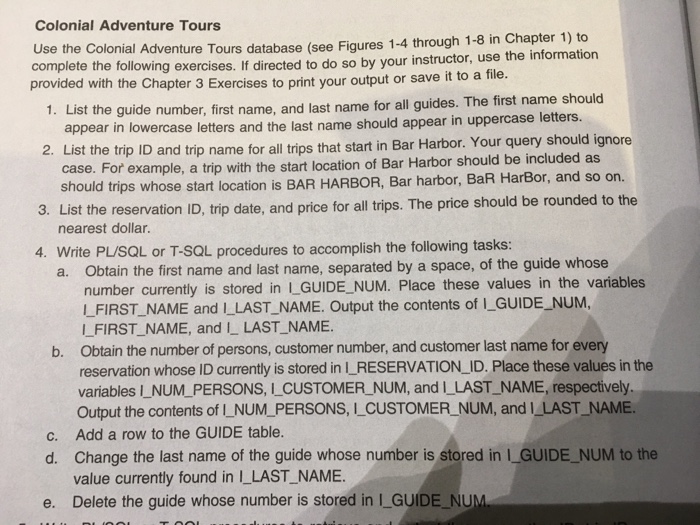 Colonial Adventure Tours
Use the Colonial Adventure Tours database (see Figures 1-4 through 1-8 in Chapter 1) to
complete the following exercises. If directed to do so by your instructor, use the information
provided with the Chapter 3 Exercises to print your output or save it to a file.
1. List the guide number, first name, and last name for all guides. The first name should
appear in lowercase letters and the last name should appear in uppercase letters.
2. List the trip ID and trip name for all trips that start in Bar Harbor. Your query should ignore
case. For example, a trip with the start location of Bar Harbor should be included as
should trips whose start location is BAR HARBOR, Bar harbor, BaR HarBor, and so on.
3. List the reservation ID, trip date, and price for all trips. The price should be rounded to the
nearest dollar.
4. Write PL/SQL or T-SQL procedures to accomplish the following tasks:
a. Obtain the first name and last name, separated by a space, of the guide whose
number currently is stored in I_GUIDE_NUM. Place these values in the variables
I_FIRST_NAME and I_LAST_NAME. Output the contents of I_GUIDE_NUM,
I_FIRST_NAME, and I_ LAST_NAME.
b. Obtain the number of persons, customer number, and customer last name for every
reservation whose ID currently is stored in I_RESERVATION_ID. Place these values in the
variables I_NUM_PERSONS, I_CUSTOMER_NUM, and I_LAST_NAME, respectively.
Output the contents of I_NUM_PERSONS, I_CUSTOMER_NUM, and I_LAST_NAME.
c. Add a row to the GUIDE table.
d. Change the last name of the guide whose number is stored in I_GUIDE_NUM to the
value currently found in I_LAST_NAME.
e. Delete the guide whose number is stored in I_GUIDE_NUM.